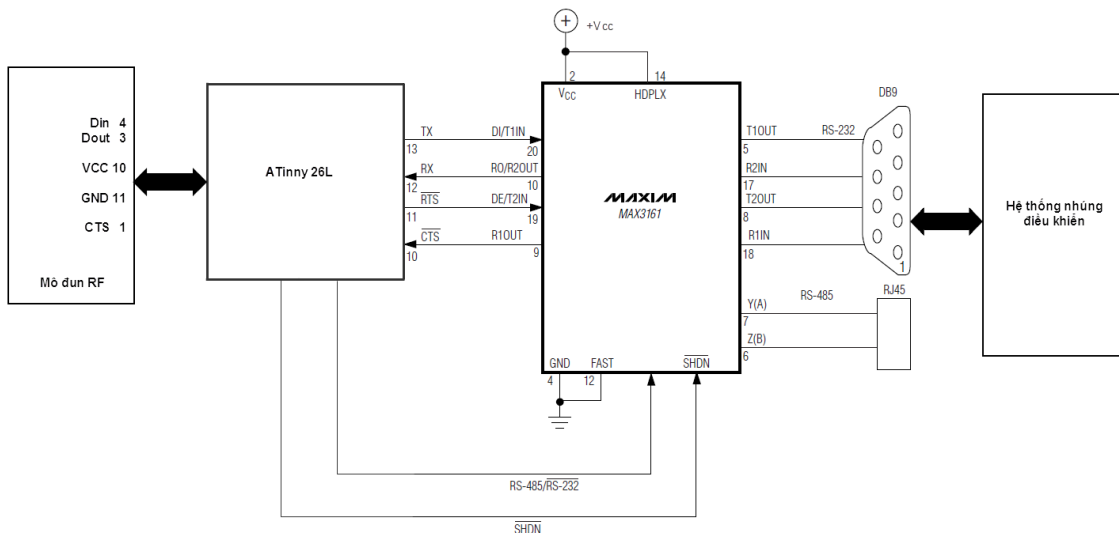 +Vcc
Din 4
Dout 3
VCC 10
GND 11
CTS 1
Mô đun RF
ATinny 26L
TX
13
RX
12
RTS
11
CTS
10
DI/T1IN
20
RO/R2OUT
10
DE/T2IN
19
R1OUT
9
2
VCC
14
HDPLX
MAXIM
MAX3161
GND
4
FAST
12
SHDN
T1OUT
5
RS-232
R2IN
17
T2OUT
8
R1IN
18
Y(A)
7
RS-485
Z(B)
6
DB9
1
RJ45
Hệ thống nhúng
điều khiển
RS-485/RS-232
SHDN